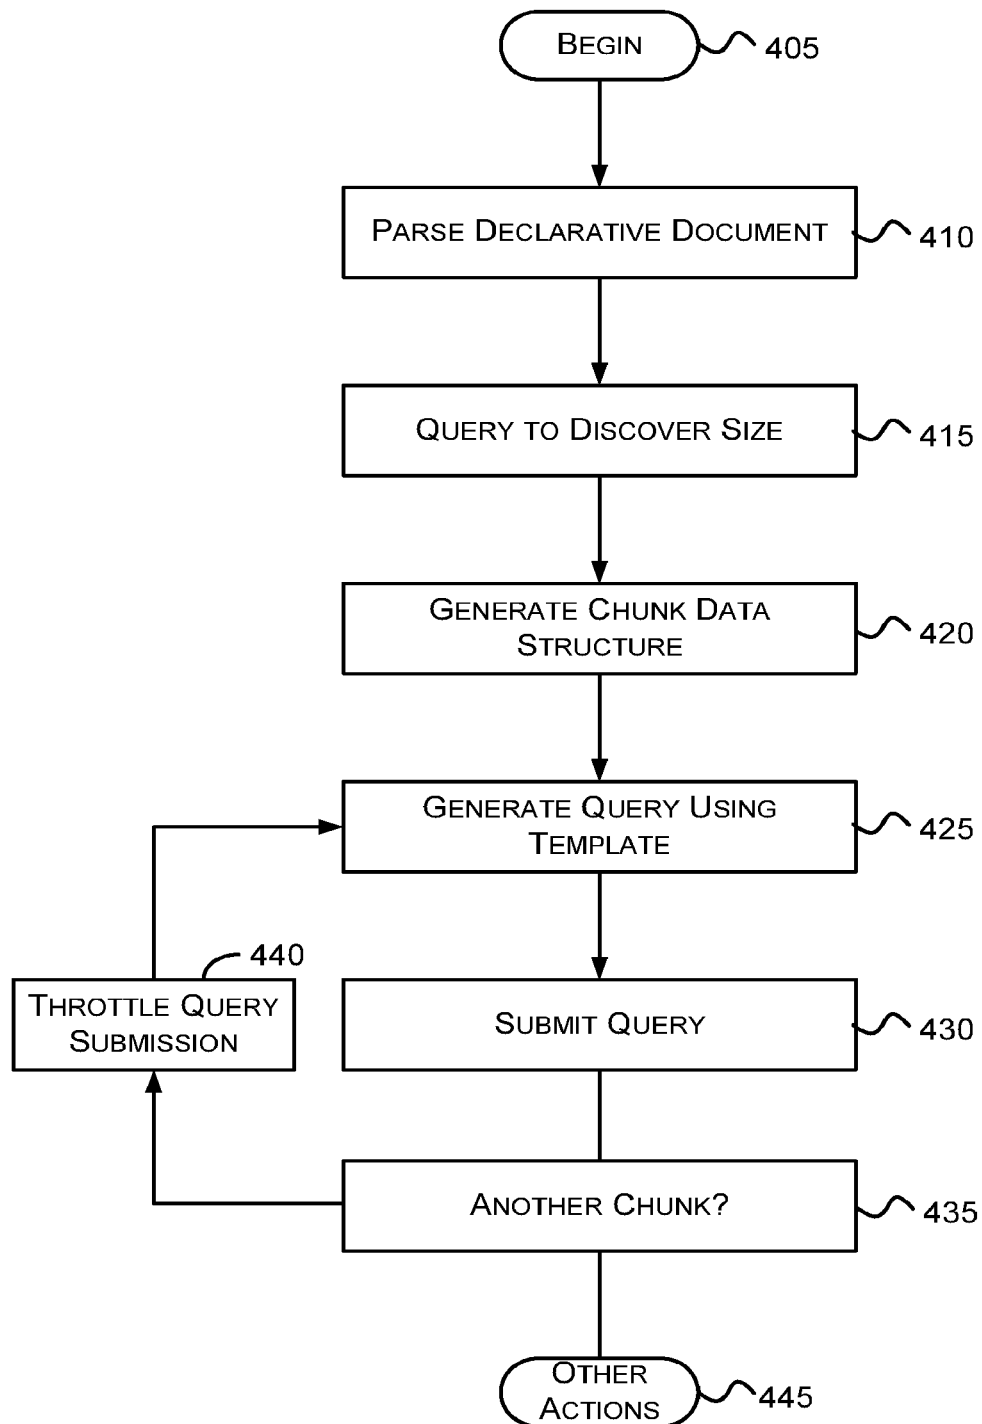 BEGIN
405
PARSE DECLARATIVE DOCUMENT
410
QUERY TO DISCOVER SIZE
415
GENERATE CHUNK DATA
STRUCTURE
420
GENERATE QUERY USING
TEMPLATE
425
440
THROTTLE QUERY
SUBMISSION
SUBMIT QUERY
430
ANOTHER CHUNK?
435
OTHER
ACTIONS
445